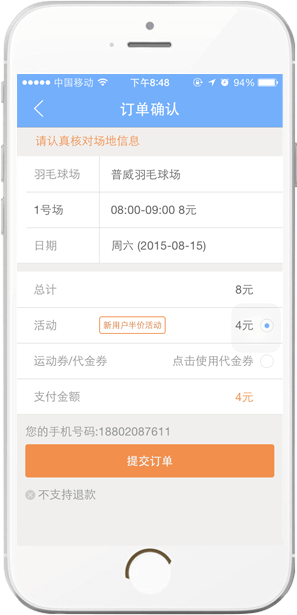 中国移动 下午8:48 94%
订单确认
请认真核对场地信息
羽毛球场 普威羽毛球场
1号场 08:00-09:00 8元
日期 周六 (2015-08-15)
总计 8元
活动 新用户半价活动 4元
运动券/代金券 点击使用代金券
支付金额 4元
您的手机号码:18802087611
提交订单
不支持退款